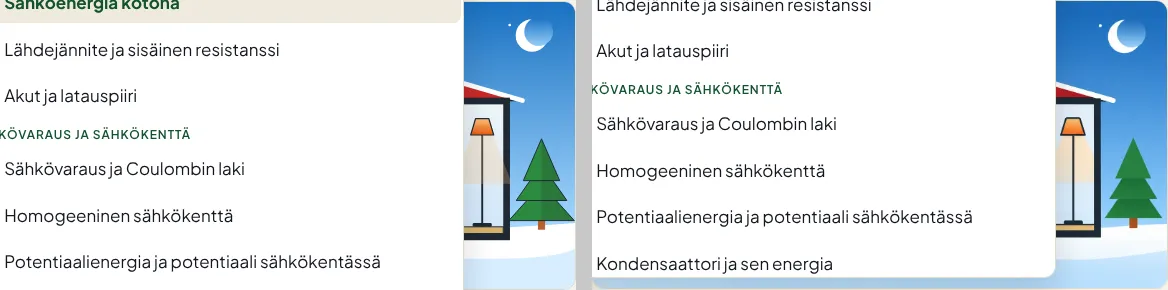 Sähköenergia kotona
Lähdejännite ja sisäinen resistanssi
Akut ja latauspiiri
KÖVARAUS JA SÄHKÖKENTTÄ
Sähkövaraus ja Coulombin laki
Homogeeninen sähkökenttä
Potentiaalienergia ja potentiaali sähkökentässä
Lähdejännite ja sisäinen resistanssi
Akut ja latauspiiri
KÖVARAUS JA SÄHKÖKENTTÄ
Sähkövaraus ja Coulombin laki
Homogeeninen sähkökenttä
Potentiaalienergia ja potentiaali sähkökentässä
Kondensaattori ja sen energia